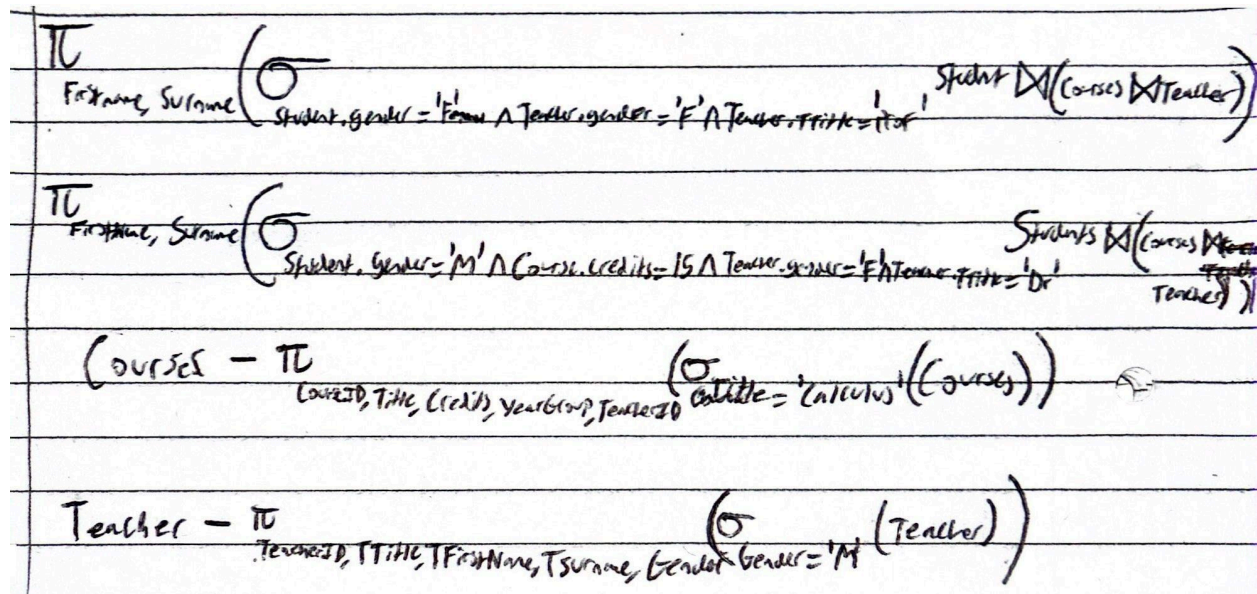 π Firstname, Surname (σ Student.gender = 'F' ∧ Teacher.gender = 'F' ∧ Teacher.TTitle = 'Prof' Student ⋈ (Courses ⋈ Teacher))
π FirstName, Surname (σ Student.gender = 'M' ∧ Course.credits = 15 ∧ Teacher.gender = 'F' ∧ Teacher.TTitle = 'Dr' Students ⋈ (Courses ⋈
Teacher))
Courses − π CourseID, Title, Credits, YearGroup, TeacherID (σ Title = 'Calculus' (Courses))
Teacher − π TeacherID, TTitle, TFirstName, TSurname, Gender (σ Gender = 'M' (Teacher))